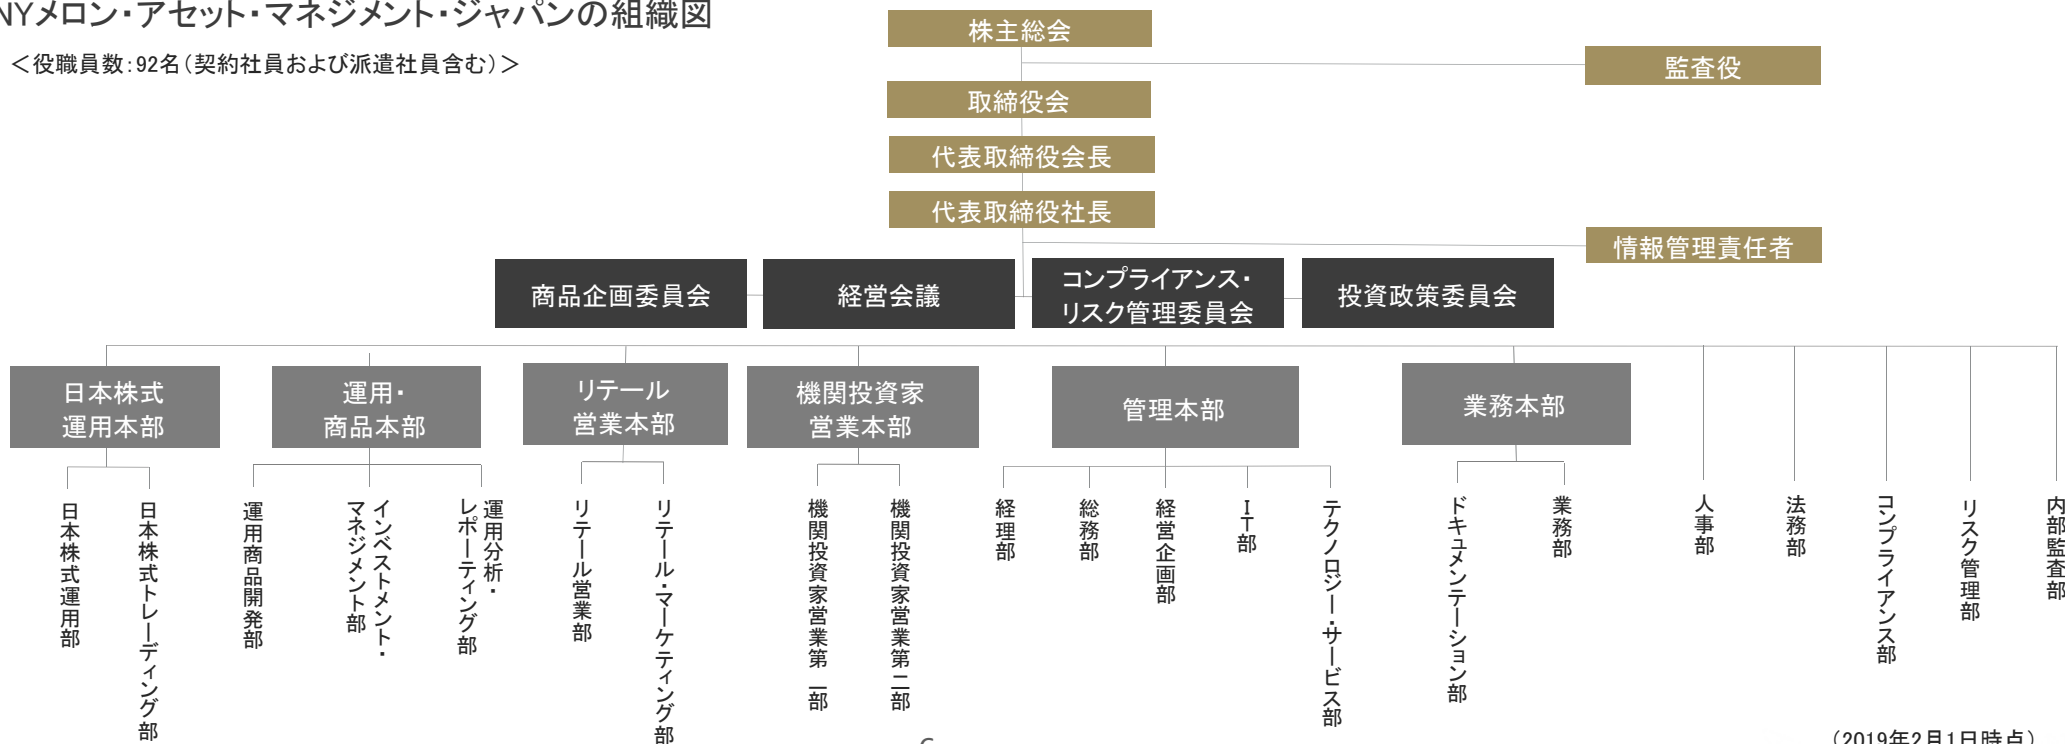 NYメロン・アセット・マネジメント・ジャパンの組織図
＜役職員数：92名（契約社員および派遣社員含む）＞
株主総会
監査役
取締役会
代表取締役会長
代表取締役社長
情報管理責任者
商品企画委員会
経営会議
コンプライアンス・
リスク管理委員会
投資政策委員会
日本株式
運用本部
運用・
商品本部
リテール
営業本部
機関投資家
営業本部
管理本部
業務本部
日本株式運用部
日本株式トレーディング部
運用商品開発部
インベストメント・
マネジメント部
運用分析・
レポーティング部
リテール営業部
リテール・マーケティング部
機関投資家営業第一部
機関投資家営業第二部
経理部
総務部
経営企画部
IT部
テクノロジー・サービス部
ドキュメンテーション部
業務部
人事部
法務部
コンプライアンス部
リスク管理部
内部監査部
（2019年2月1日時点）